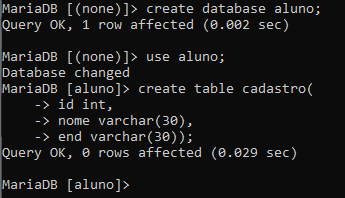 MariaDB [(none)]> create database aluno;
Query OK, 1 row affected (0.002 sec)
MariaDB [(none)]> use aluno;
Database changed
MariaDB [aluno]> create table cadastro(
-> id int,
-> nome varchar(30),
-> end varchar(30));
Query OK, 0 rows affected (0.029 sec)
MariaDB [aluno]>